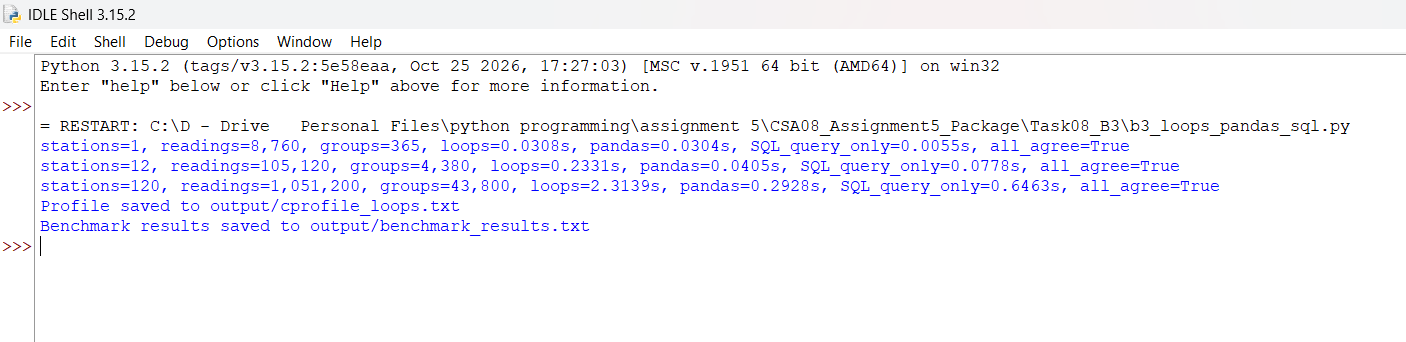 IDLE Shell 3.15.2
File Edit Shell Debug Options Window Help
Python 3.15.2 (tags/v3.15.2:5e58eaa, Oct 25 2026, 17:27:03) [MSC v.1951 64 bit (AMD64)] on win32
Enter "help" below or click "Help" above for more information.
>>>
= RESTART: C:\D - Drive   Personal Files\python programming\assignment 5\CSA08_Assignment5_Package\Task08_B3\b3_loops_pandas_sql.py
stations=1, readings=8,760, groups=365, loops=0.0308s, pandas=0.0304s, SQL_query_only=0.0055s, all_agree=True
stations=12, readings=105,120, groups=4,380, loops=0.2331s, pandas=0.0405s, SQL_query_only=0.0778s, all_agree=True
stations=120, readings=1,051,200, groups=43,800, loops=2.3139s, pandas=0.2928s, SQL_query_only=0.6463s, all_agree=True
Profile saved to output/cprofile_loops.txt
Benchmark results saved to output/benchmark_results.txt
>>>